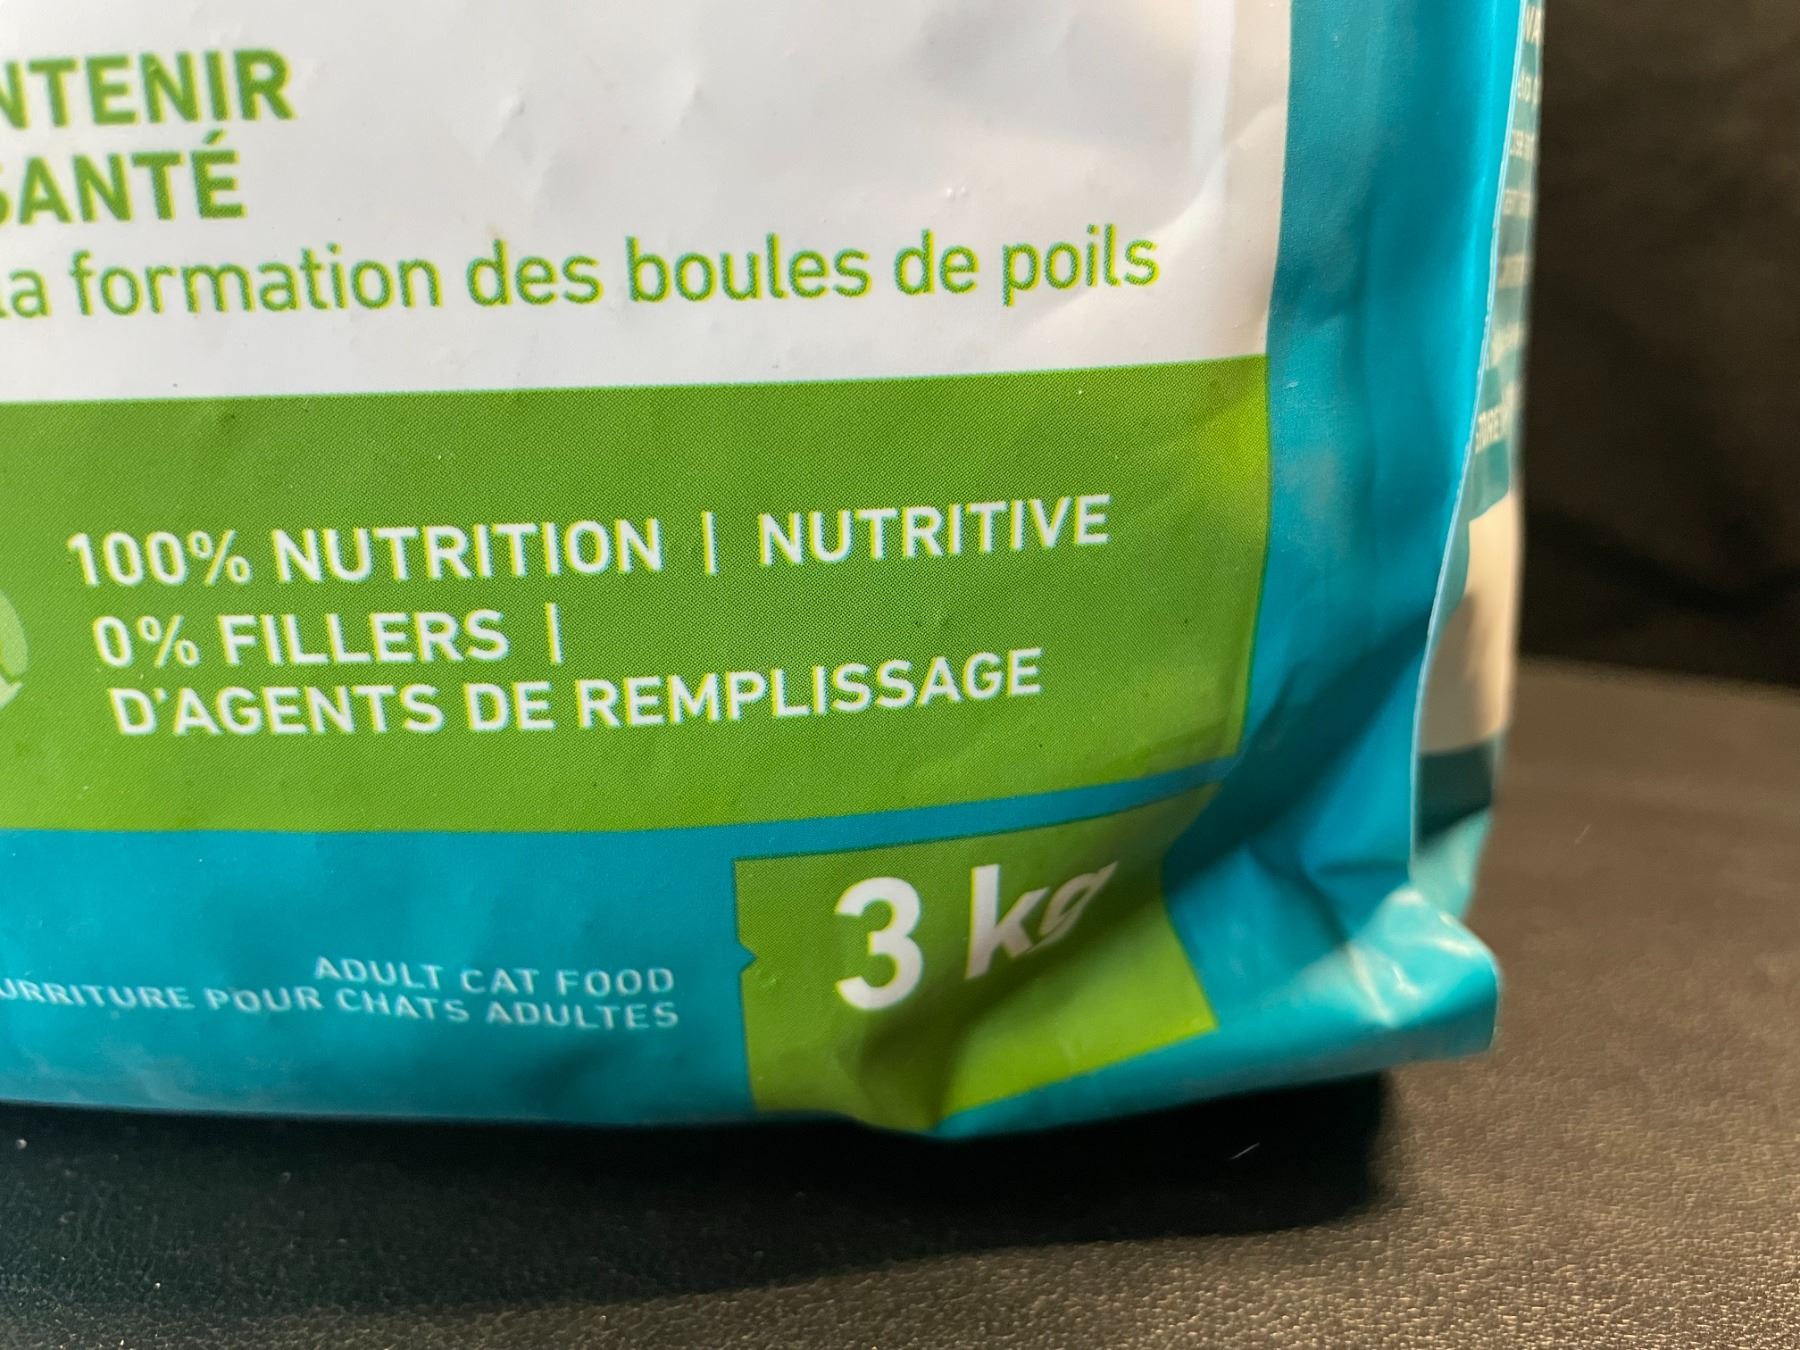 NTENIR
SANTÉ
la formation des boules de poils
100% NUTRITION | NUTRITIVE
0% FILLERS |
D'AGENTS DE REMPLISSAGE
3 kg
ADULT CAT FOOD
URRITURE POUR CHATS ADULTES